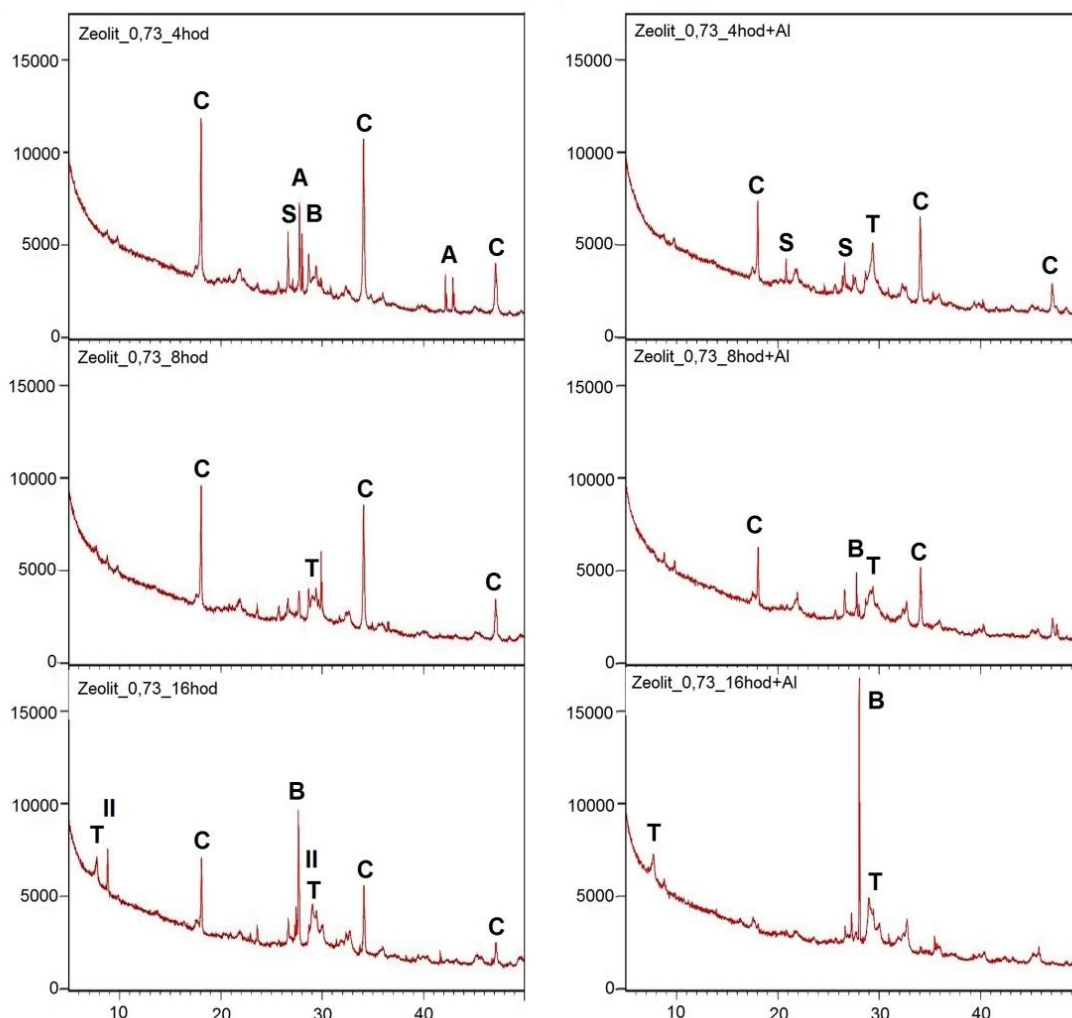 Zeolit_0,73_4hod
15000
10000
5000
0
C
S
A
B
C
A
C
Zeolit_0,73_4hod+Al
15000
10000
5000
0
C
S
S
T
C
C
Zeolit_0,73_8hod
15000
10000
5000
0
C
T
C
C
Zeolit_0,73_8hod+Al
15000
10000
5000
0
C
B
T
C
Zeolit_0,73_16hod
15000
10000
5000
0
T
II
C
B
II
T
C
C
10 20 30 40
Zeolit_0,73_16hod+Al
15000
10000
5000
0
T
B
T
10 20 30 40